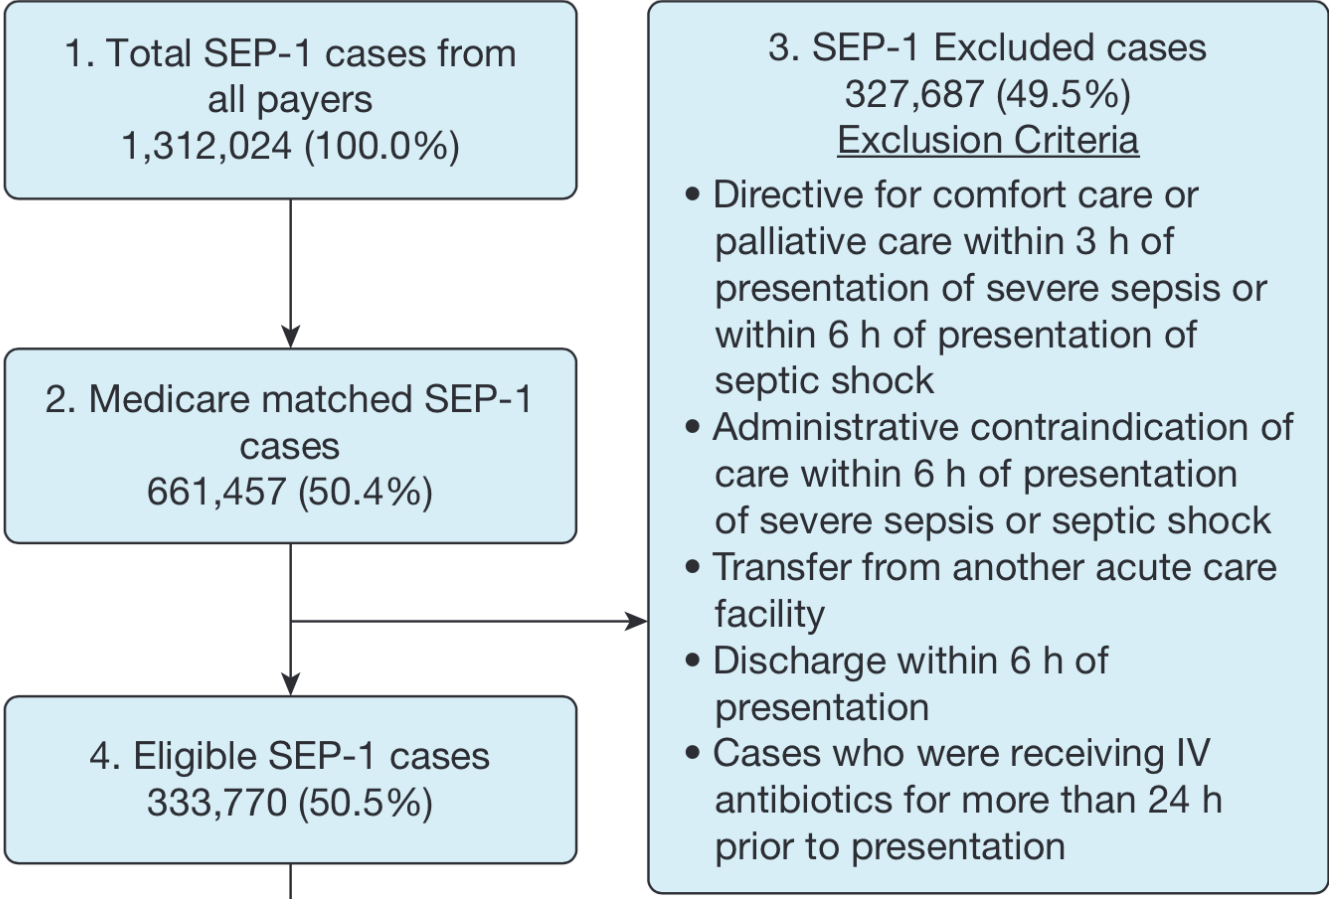 1. Total SEP-1 cases from
all payers
1,312,024 (100.0%)
2. Medicare matched SEP-1
cases
661,457 (50.4%)
3. SEP-1 Excluded cases
327,687 (49.5%)
Exclusion Criteria
• Directive for comfort care or
palliative care within 3 h of
presentation of severe sepsis or
within 6 h of presentation of
septic shock
• Administrative contraindication of
care within 6 h of presentation
of severe sepsis or septic shock
• Transfer from another acute care
facility
• Discharge within 6 h of
presentation
• Cases who were receiving IV
antibiotics for more than 24 h
prior to presentation
4. Eligible SEP-1 cases
333,770 (50.5%)